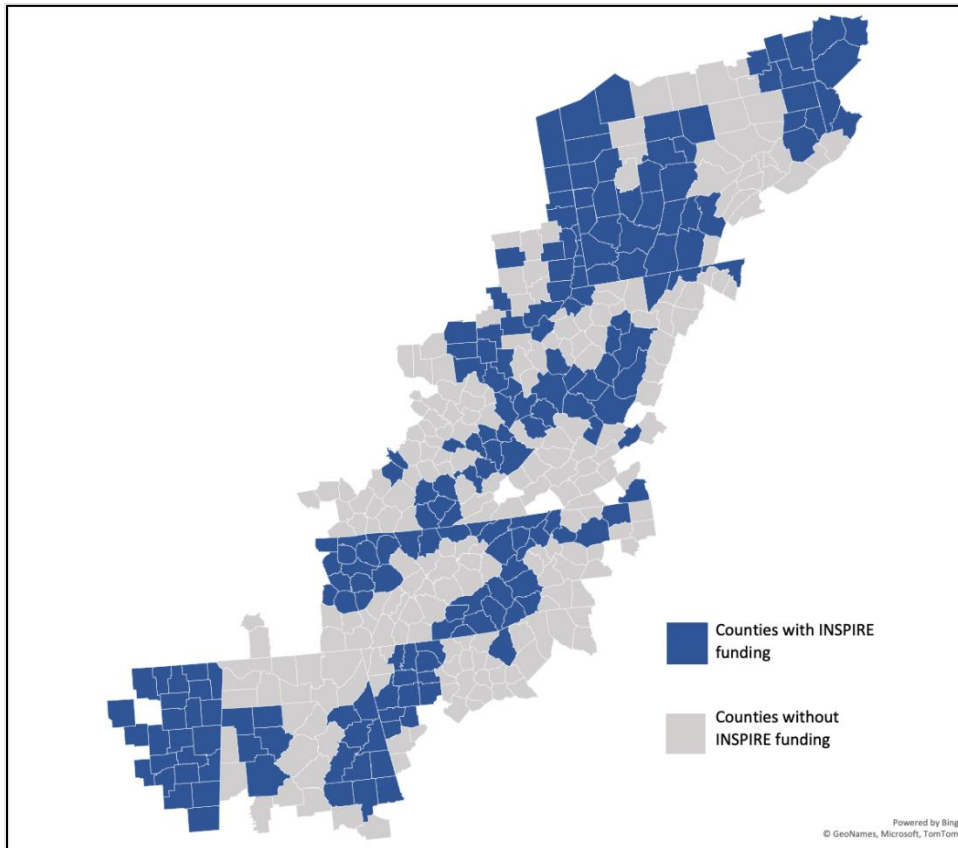 Counties with INSPIRE
funding
Counties without
INSPIRE funding
Powered by Bing
© GeoNames, Microsoft, TomTom